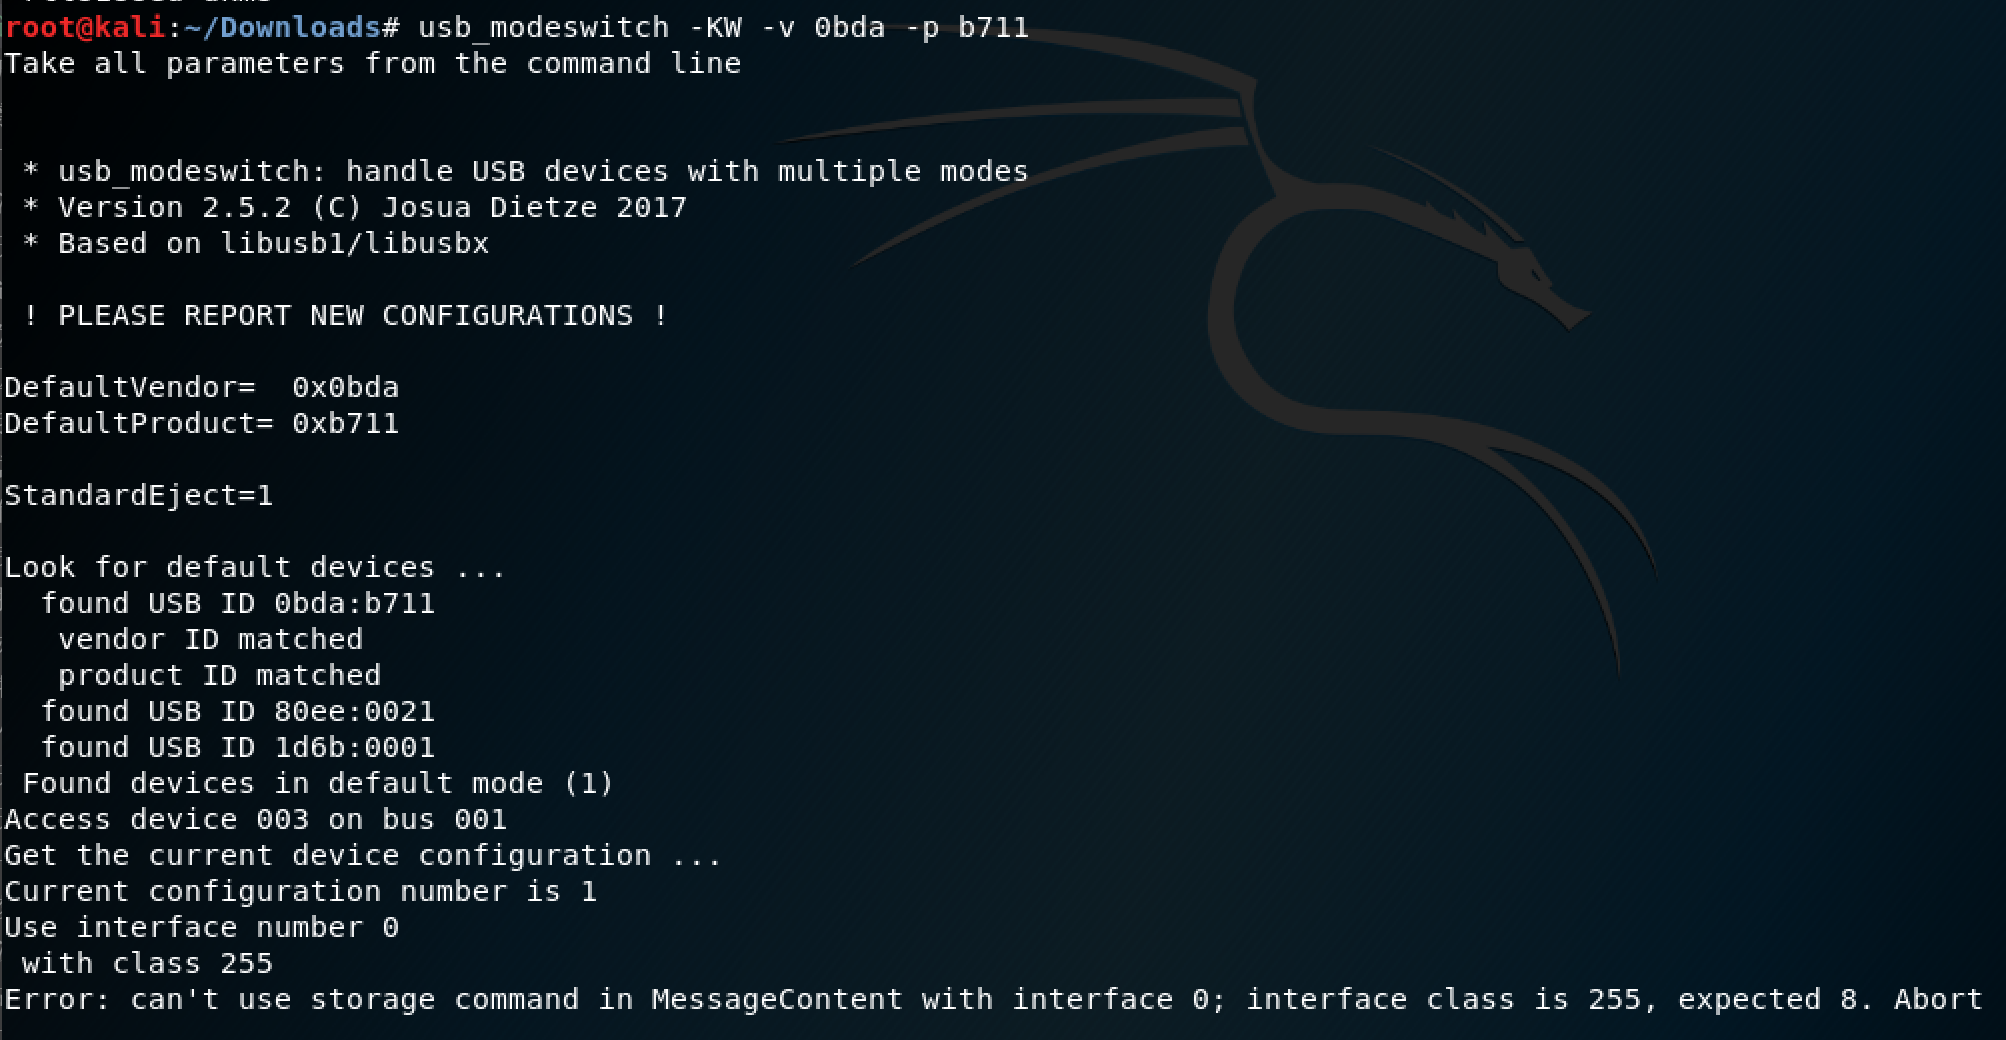 root@kali:~/Downloads# usb_modeswitch -KW -v 0bda -p b711
Take all parameters from the command line
* usb_modeswitch: handle USB devices with multiple modes
* Version 2.5.2 (C) Josua Dietze 2017
* Based on libusb1/libusbx
! PLEASE REPORT NEW CONFIGURATIONS !
DefaultVendor=  0x0bda
DefaultProduct= 0xb711
StandardEject=1
Look for default devices ...
found USB ID 0bda:b711
vendor ID matched
product ID matched
found USB ID 80ee:0021
found USB ID 1d6b:0001
Found devices in default mode (1)
Access device 003 on bus 001
Get the current device configuration ...
Current configuration number is 1
Use interface number 0
with class 255
Error: can't use storage command in MessageContent with interface 0; interface class is 255, expected 8. Abort